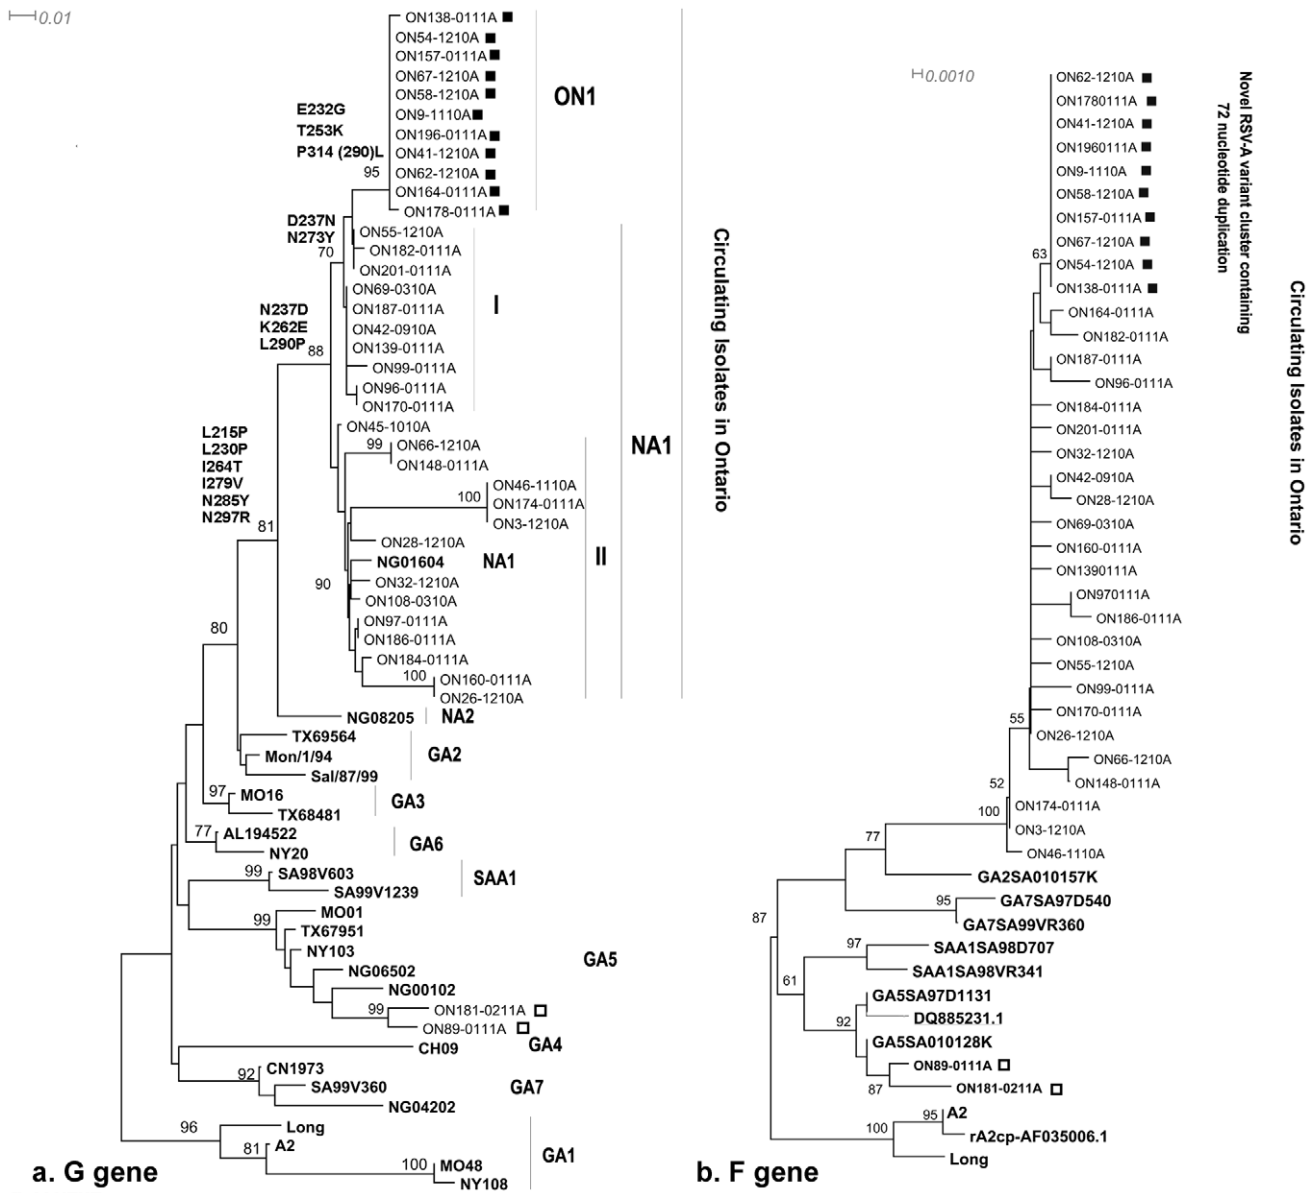 0.01
ON138-0111A
ON54-1210A
ON157-0111A
ON67-1210A
ON58-1210A
ON9-1110A
ON196-0111A
ON41-1210A
ON62-1210A
ON164-0111A
ON178-0111A
ON1
E232G
T253K
P314 (290)L
95
D237N
N273Y
70
ON55-1210A
ON182-0111A
ON201-0111A
ON69-0310A
ON187-0111A
ON42-0910A
ON139-0111A
ON99-0111A
ON96-0111A
ON170-0111A
I
N237D
K262E
L290P
88
ON45-1010A
99
ON66-1210A
ON148-0111A
ON46-1110A
100
ON174-0111A
ON3-1210A
ON28-1210A
NG01604
NA1
ON32-1210A
90
ON108-0310A
ON97-0111A
ON186-0111A
ON184-0111A
100
ON160-0111A
ON26-1210A
II
NA1
Circulating Isolates in Ontario
L215P
L230P
I264T
I279V
N285Y
N297R
81
80
NG08205
NA2
TX69564
Mon/1/94
Sal/87/99
GA2
97
MO16
TX68481
GA3
77
AL194522
NY20
GA6
99
SA98V603
SA99V1239
SAA1
99
MO01
TX67951
NY103
NG06502
NG00102
GA5
99
ON181-0211A
ON89-0111A
CH09
GA4
92
CN1973
SA99V360
NG04202
GA7
96
Long
81
A2
100
MO48
NY108
GA1
a. G gene
0.0010
ON62-1210A
ON1780111A
ON41-1210A
ON1960111A
ON9-1110A
ON58-1210A
ON157-0111A
ON67-1210A
63
ON54-1210A
ON138-0111A
Novel RSV-A variant cluster containing
72 nucleotide duplication
ON164-0111A
ON182-0111A
ON187-0111A
ON96-0111A
ON184-0111A
ON201-0111A
ON32-1210A
ON42-0910A
ON28-1210A
ON69-0310A
ON160-0111A
ON1390111A
ON970111A
ON186-0111A
ON108-0310A
ON55-1210A
ON99-0111A
ON170-0111A
55
ON26-1210A
ON66-1210A
ON148-0111A
52
100
ON174-0111A
ON3-1210A
ON46-1110A
Circulating Isolates in Ontario
77
GA2SA010157K
95
GA7SA97D540
GA7SA99VR360
87
97
SAA1SA98D707
SAA1SA98VR341
61
GA5SA97D1131
92
DQ885231.1
GA5SA010128K
ON89-0111A
87
ON181-0211A
95
A2
100
rA2cp-AF035006.1
Long
b. F gene